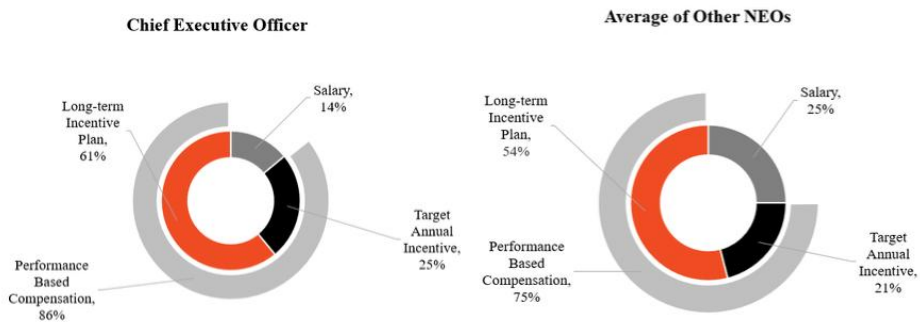 Chief Executive Officer
Salary,
14%
Long-term
Incentive
Plan,
61%
Target
Annual
Incentive,
25%
Performance
Based
Compensation,
86%
Average of Other NEOs
Salary,
25%
Long-term
Incentive
Plan,
54%
Target
Annual
Incentive,
21%
Performance
Based
Compensation,
75%